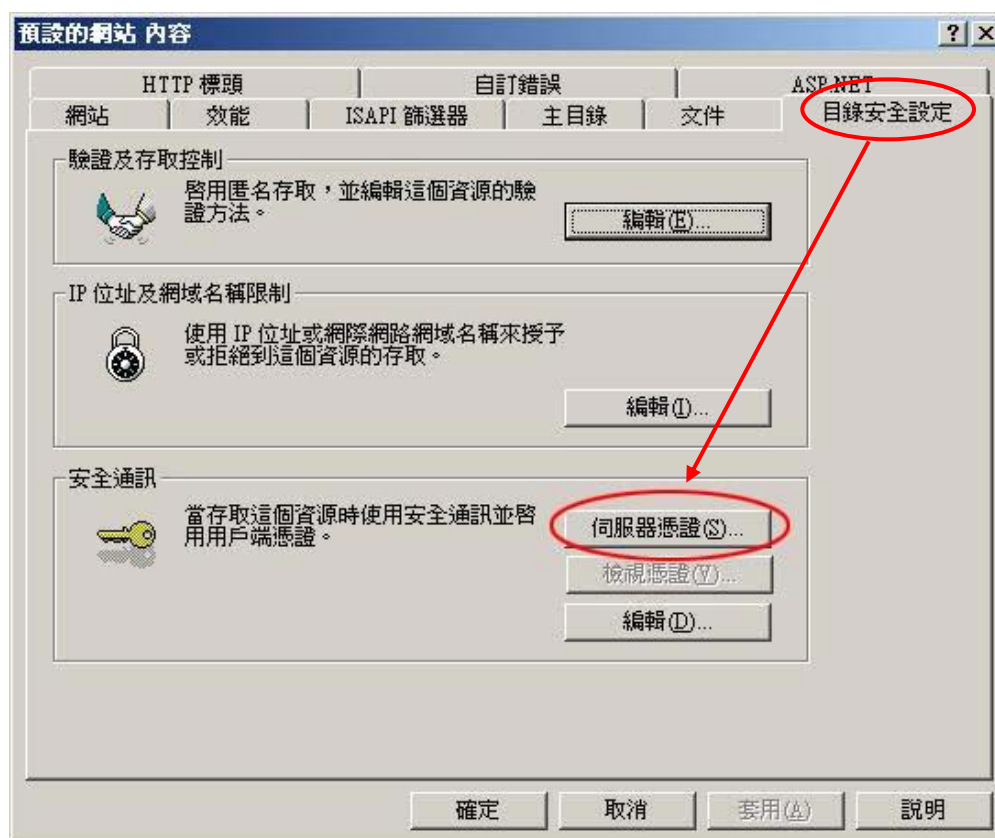 預設的網站 內容
HTTP 標頭
自訂錯誤
ASP.NET
網站
效能
ISAPI 篩選器
主目錄
文件
目錄安全設定
驗證及存取控制
啓用匿名存取，並編輯這個資源的驗
證方法。
編輯(E)...
IP 位址及網域名稱限制
使用 IP 位址或網際網路網域名稱來授予
或拒絕到這個資源的存取。
編輯(I)...
安全通訊
當存取這個資源時使用安全通訊並啓
用用戶端憑證。
伺服器憑證(S)...
檢視憑證(V)...
編輯(D)...
確定
取消
套用(A)
說明